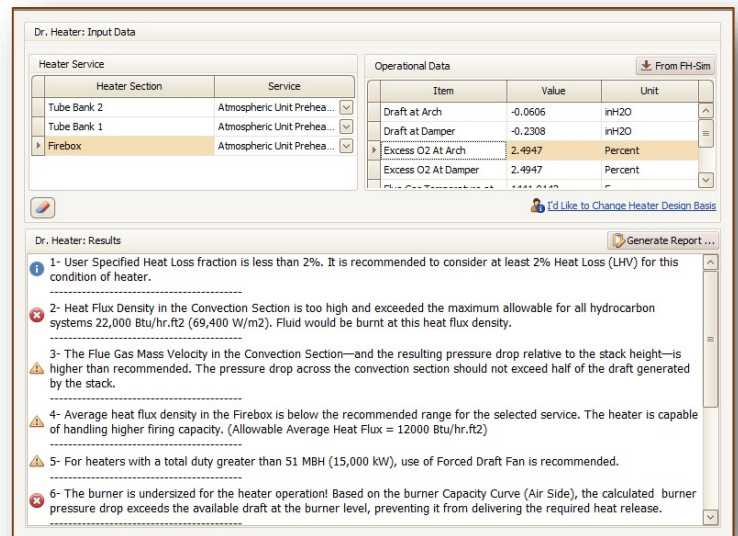 Dr. Heater: Input Data
Heater Service
Heater Section Service
Tube Bank 2 Atmospheric Unit Prehea...
Tube Bank 1 Atmospheric Unit Prehea...
Firebox Atmospheric Unit Prehea...
Operational Data
From FH-Sim
Item Value Unit
Draft at Arch -0.0606 inH2O
Draft at Damper -0.2308 inH2O
Excess O2 At Arch 2.4947 Percent
Excess O2 At Damper 2.4947 Percent
I'd Like to Change Heater Design Basis
Dr. Heater: Results
Generate Report ...
1- User Specified Heat Loss fraction is less than 2%. It is recommended to consider at least 2% Heat Loss (LHV) for this
condition of heater.
------------------------------------------
2- Heat Flux Density in the Convection Section is too high and exceeded the maximum allowable for all hydrocarbon
systems 22,000 Btu/hr.ft2 (69,400 W/m2). Fluid would be burnt at this heat flux density.
------------------------------------------
3- The Flue Gas Mass Velocity in the Convection Section—and the resulting pressure drop relative to the stack height—is
higher than recommended. The pressure drop across the convection section should not exceed half of the draft generated
by the stack.
------------------------------------------
4- Average heat flux density in the Firebox is below the recommended range for the selected service. The heater is capable
of handling higher firing capacity. (Allowable Average Heat Flux = 12000 Btu/hr.ft2)
------------------------------------------
5- For heaters with a total duty greater than 51 MBH (15,000 kW), use of Forced Draft Fan is recommended.
------------------------------------------
6- The burner is undersized for the heater operation! Based on the burner Capacity Curve (Air Side), the calculated burner
pressure drop exceeds the available draft at the burner level, preventing it from delivering the required heat release.
------------------------------------------